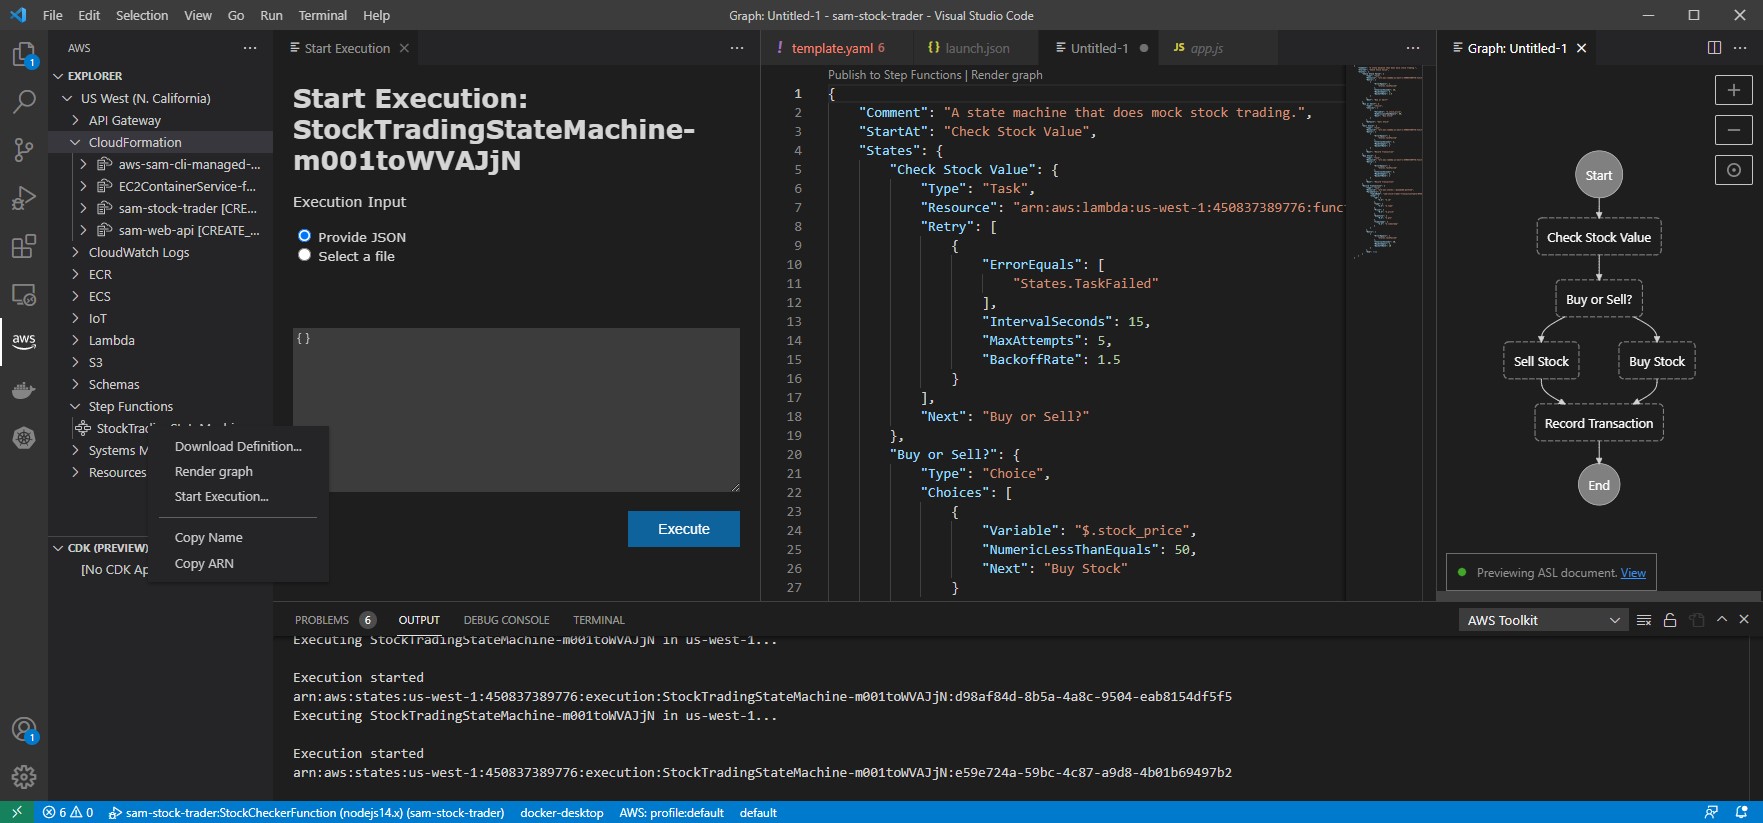 File Edit Selection View Go Run Terminal Help
Graph: Untitled-1 - sam-stock-trader - Visual Studio Code
1
aws
1
AWS
EXPLORER
US West (N. California)
API Gateway
CloudFormation
aws-sam-cli-managed-...
EC2ContainerService-f...
sam-stock-trader [CRE...
sam-web-api [CREATE_...
CloudWatch Logs
ECR
ECS
IoT
Lambda
S3
Schemas
Step Functions
Systems M
Resources
CDK (PREVIEW)
[No CDK Ap
Download Definition...
Render graph
Start Execution...
Copy Name
Copy ARN
Start Execution
Start Execution:
StockTradingStateMachine-
m001toWVAJjN
Execution Input
Provide JSON
Select a file
{}
Execute
! template.yaml 6
{} launch.json
Untitled-1
JS app.js
Publish to Step Functions | Render graph
1 {
2 "Comment": "A state machine that does mock stock trading.",
3 "StartAt": "Check Stock Value",
4 "States": {
5 "Check Stock Value": {
6 "Type": "Task",
7 "Resource": "arn:aws:lambda:us-west-1:450837389776:func
8 "Retry": [
9 {
10 "ErrorEquals": [
11 "States.TaskFailed"
12 ],
13 "IntervalSeconds": 15,
14 "MaxAttempts": 5,
15 "BackoffRate": 1.5
16 }
17 ],
18 "Next": "Buy or Sell?"
19 },
20 "Buy or Sell?": {
21 "Type": "Choice",
22 "Choices": [
23 {
24 "Variable": "$.stock_price",
25 "NumericLessThanEquals": 50,
26 "Next": "Buy Stock"
27 }
Graph: Untitled-1
Start
Check Stock Value
Buy or Sell?
Sell Stock Buy Stock
Record Transaction
End
Previewing ASL document. View
PROBLEMS 6 OUTPUT DEBUG CONSOLE TERMINAL
AWS Toolkit
Executing StockTradingStateMachine-m001toWVAJjN in us-west-1...
Execution started
arn:aws:states:us-west-1:450837389776:execution:StockTradingStateMachine-m001toWVAJjN:d98af84d-8b5a-4a8c-9504-eab8154df5f5
Executing StockTradingStateMachine-m001toWVAJjN in us-west-1...
Execution started
arn:aws:states:us-west-1:450837389776:execution:StockTradingStateMachine-m001toWVAJjN:e59e724a-59bc-4c87-a9d8-4b01b69497b2
6 0 sam-stock-trader:StockCheckerFunction (nodejs14.x) (sam-stock-trader) docker-desktop AWS: profile:default default